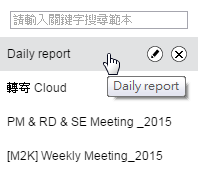 請輸入關鍵字搜尋範本
Daily report
轉寄 Cloud
Daily report
PM & RD & SE Meeting _2015
[M2K] Weekly Meeting_2015